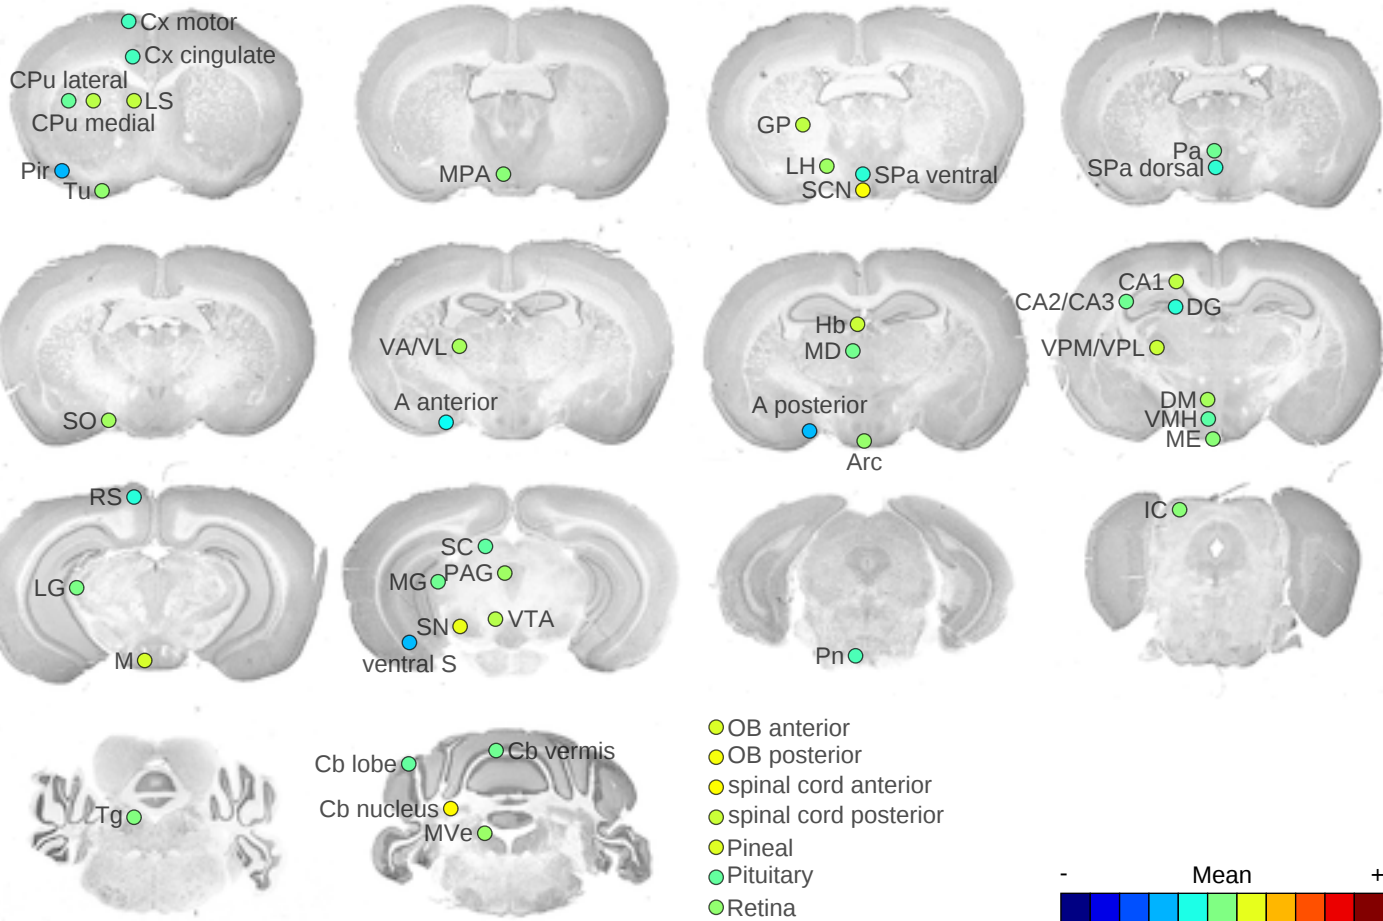 Cx motor
Cx cingulate
CPu lateral
LS
CPu medial
Pir
Tu
MPA
GP
LH
SPa ventral
SCN
Pa
SPa dorsal
SO
VA/VL
A anterior
Hb
MD
A posterior
Arc
CA1
CA2/CA3
DG
VPM/VPL
DM
VMH
ME
RS
LG
M
SC
MG
PAG
SN
VTA
ventral S
Pn
IC
Tg
Cb lobe
Cb vermis
Cb nucleus
MVe
OB anterior
OB posterior
spinal cord anterior
spinal cord posterior
Pineal
Pituitary
Retina
- Mean +